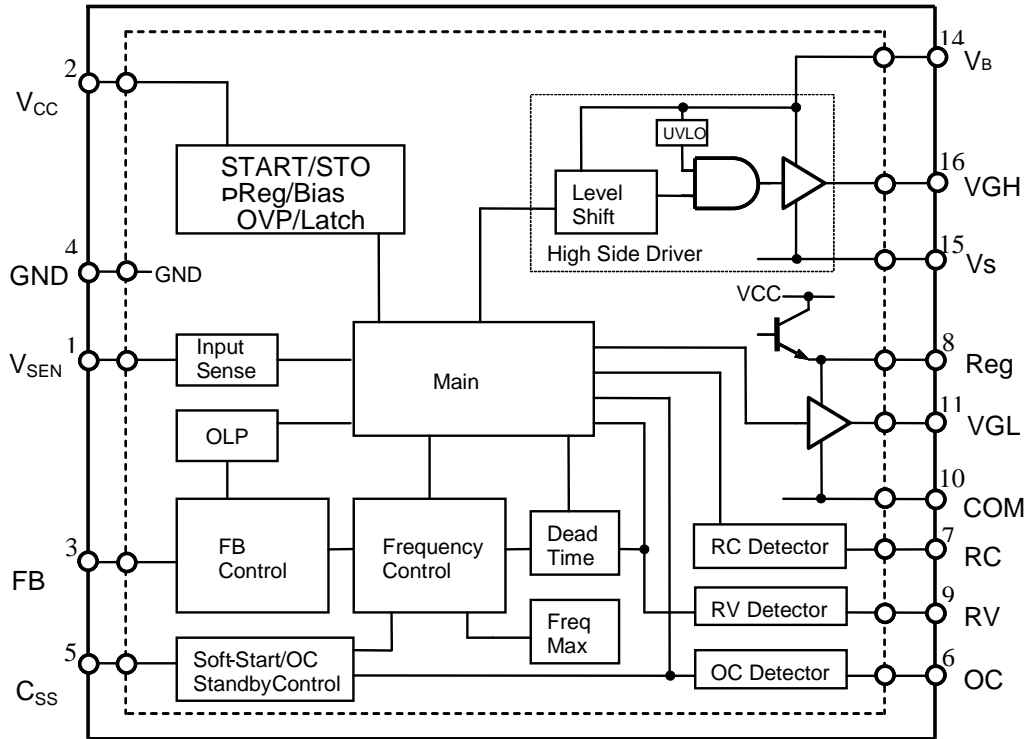 2
VCC
START/STO
PReg/Bias
OVP/Latch
4
GND
GND
1
VSEN
Input
Sense
OLP
3
FB
FB
Control
5
CSS
Soft-Start/OC
StandbyControl
Main
Frequency
Control
Dead
Time
Freq
Max
UVLO
Level
Shift
High Side Driver
VCC
RC Detector
RV Detector
OC Detector
14
VB
16
VGH
15
Vs
8
Reg
11
VGL
10
COM
7
RC
9
RV
6
OC